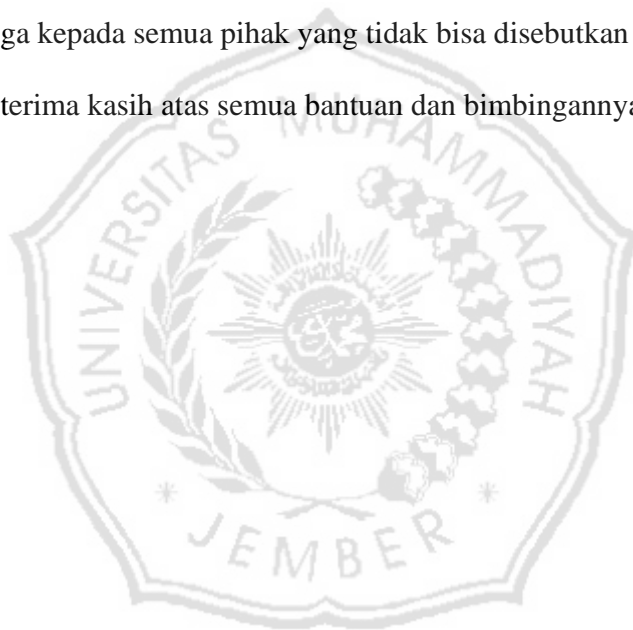 ga kepada semua pihak yang tidak bisa disebutkan
terima kasih atas semua bantuan dan bimbingannya
UNIVERSITAS MUHAMMADIYAH
JEMBER